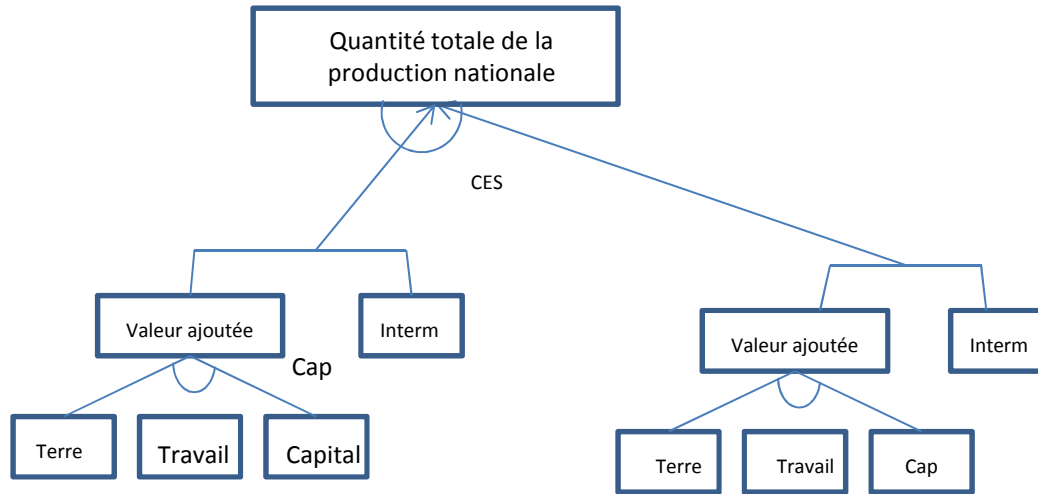 Quantité totale de la
production nationale
CES
Valeur ajoutée
Interm
Cap
Terre
Travail
Capital
Valeur ajoutée
Interm
Terre
Travail
Cap